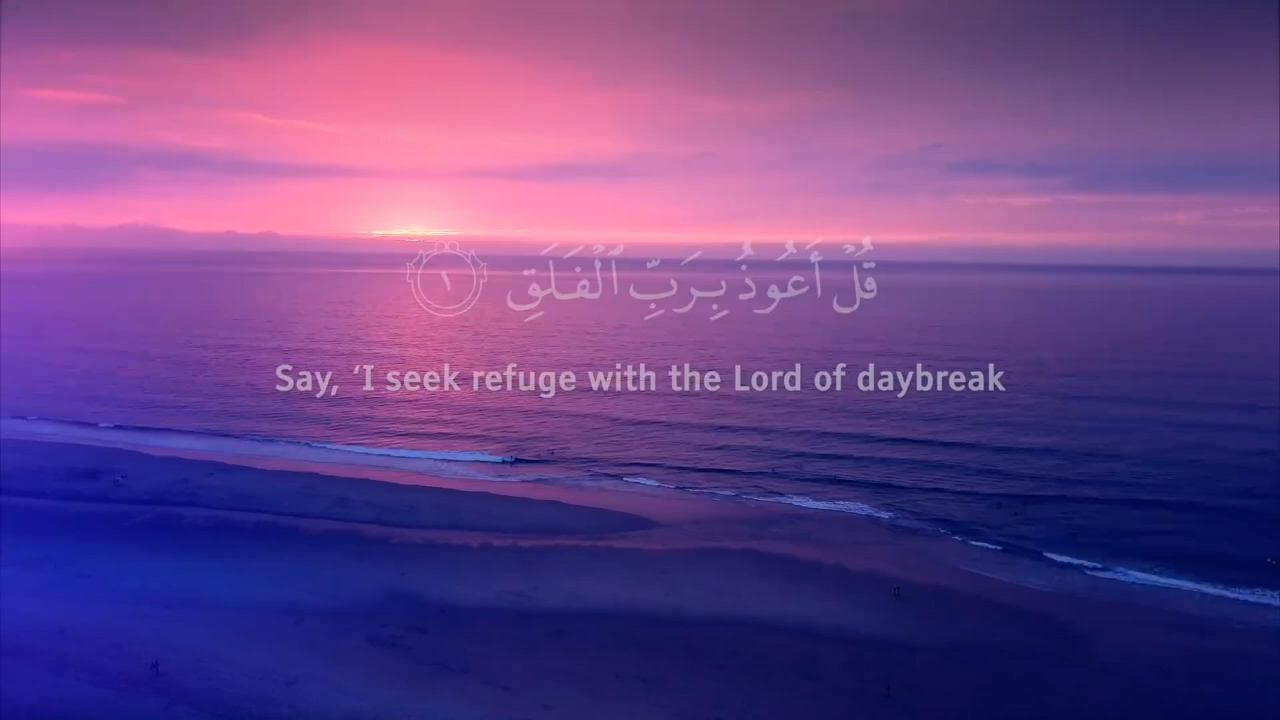 قُلْ أَعُوذُ بِرَبِّ ٱلْفَلَقِ ١
Say, ‘I seek refuge with the Lord of daybreak